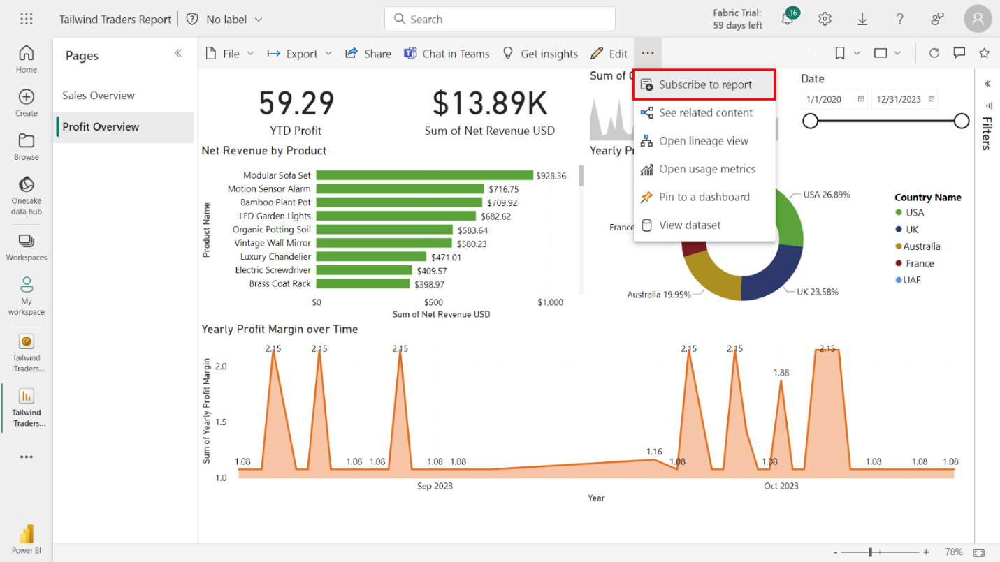 Tailwind Traders Report
No label
Search
Fabric Trial:
59 days left
36
Home
Create
Browse
OneLake
data hub
Workspaces
My
workspace
Tailwind
Traders...
Tailwind
Traders...
Power BI
Pages
Sales Overview
Profit Overview
File
Export
Share
Chat in Teams
Get insights
Edit
Subscribe to report
See related content
Open lineage view
Open usage metrics
Pin to a dashboard
View dataset
59.29
YTD Profit
$13.89K
Sum of Net Revenue USD
Sum of
Date
1/1/2020
12/31/2023
Filters
Net Revenue by Product
Product Name
Modular Sofa Set $928.36
Motion Sensor Alarm $716.75
Bamboo Plant Pot $709.92
LED Garden Lights $682.62
Organic Potting Soil $583.64
Vintage Wall Mirror $580.23
Luxury Chandelier $471.01
Electric Screwdriver $409.57
Brass Coat Rack $398.97
$0 $500 $1,000
Sum of Net Revenue USD
Yearly
USA 26.89%
France
Australia 19.95%
UK 23.58%
Country Name
USA
UK
Australia
France
UAE
Yearly Profit Margin over Time
Sum of Yearly Profit Margin
2.15 2.15 2.15 2.15 2.15 2.15
2.0
1.88
1.5
1.16
1.08 1.08 1.08 1.08 1.08 1.08 1.08 1.08 1.08 1.08
1.0
Sep 2023 Oct 2023
Year
- + 78%